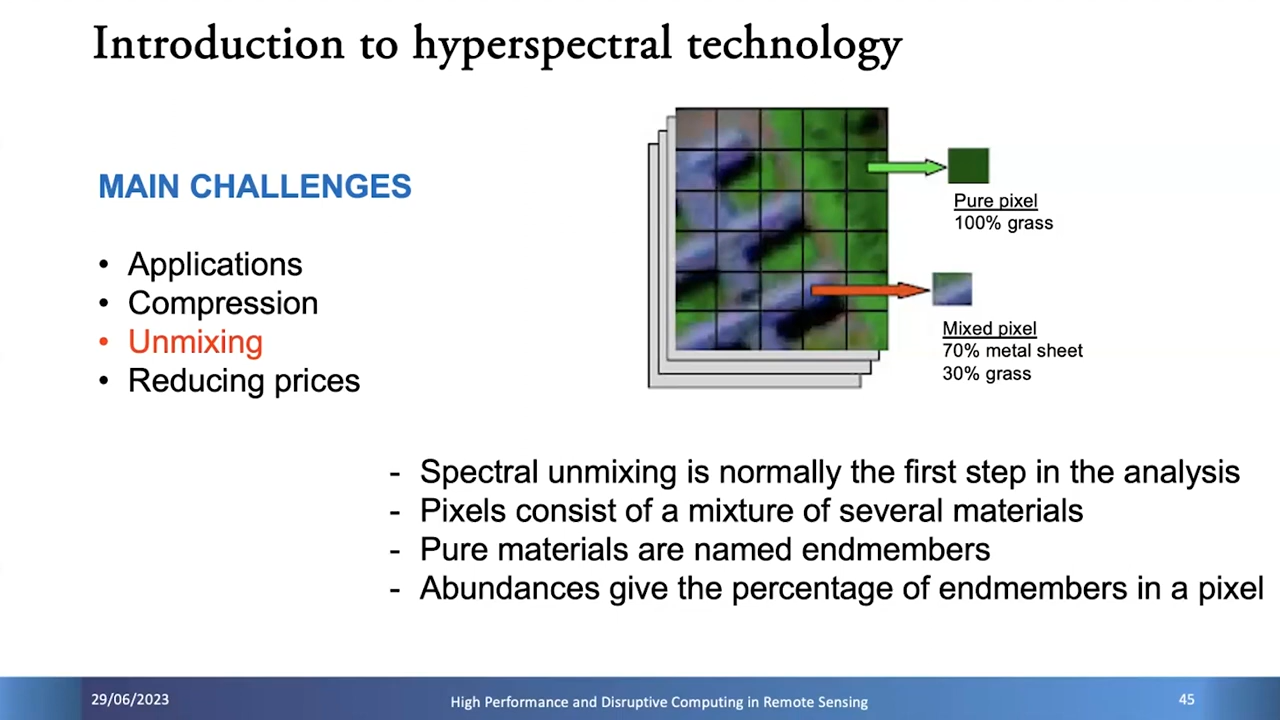 Introduction to hyperspectral technology
MAIN CHALLENGES
• Applications
• Compression
• Unmixing
• Reducing prices
Pure pixel
100% grass
Mixed pixel
70% metal sheet
30% grass
- Spectral unmixing is normally the first step in the analysis
- Pixels consist of a mixture of several materials
- Pure materials are named endmembers
- Abundances give the percentage of endmembers in a pixel
29/06/2023
High Performance and Disruptive Computing in Remote Sensing
45